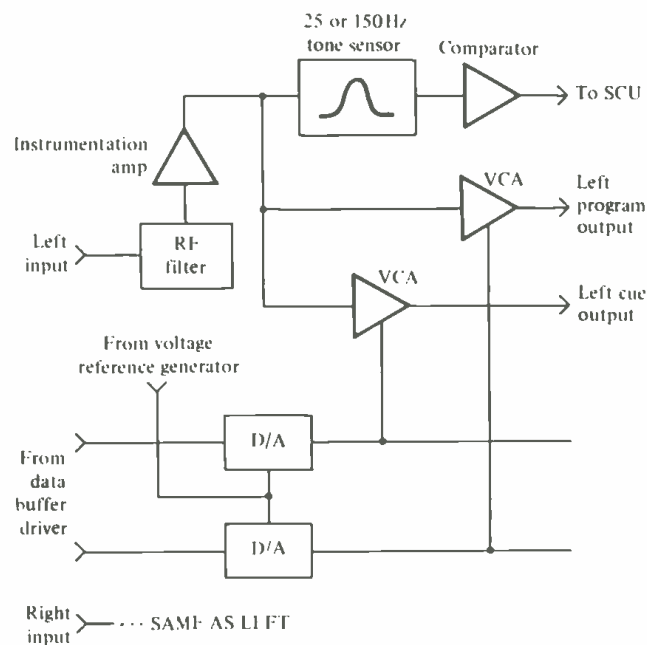 25 or 150Hz
tone sensor
Comparator
To SCU
Instrumentation
amp
VCA
Left
program
output
Left
input
RF
filter
VCA
Left cue
output
From voltage
reference generator
D/A
From
data
buffer
driver
D/A
Right
input
... SAME AS LEFT